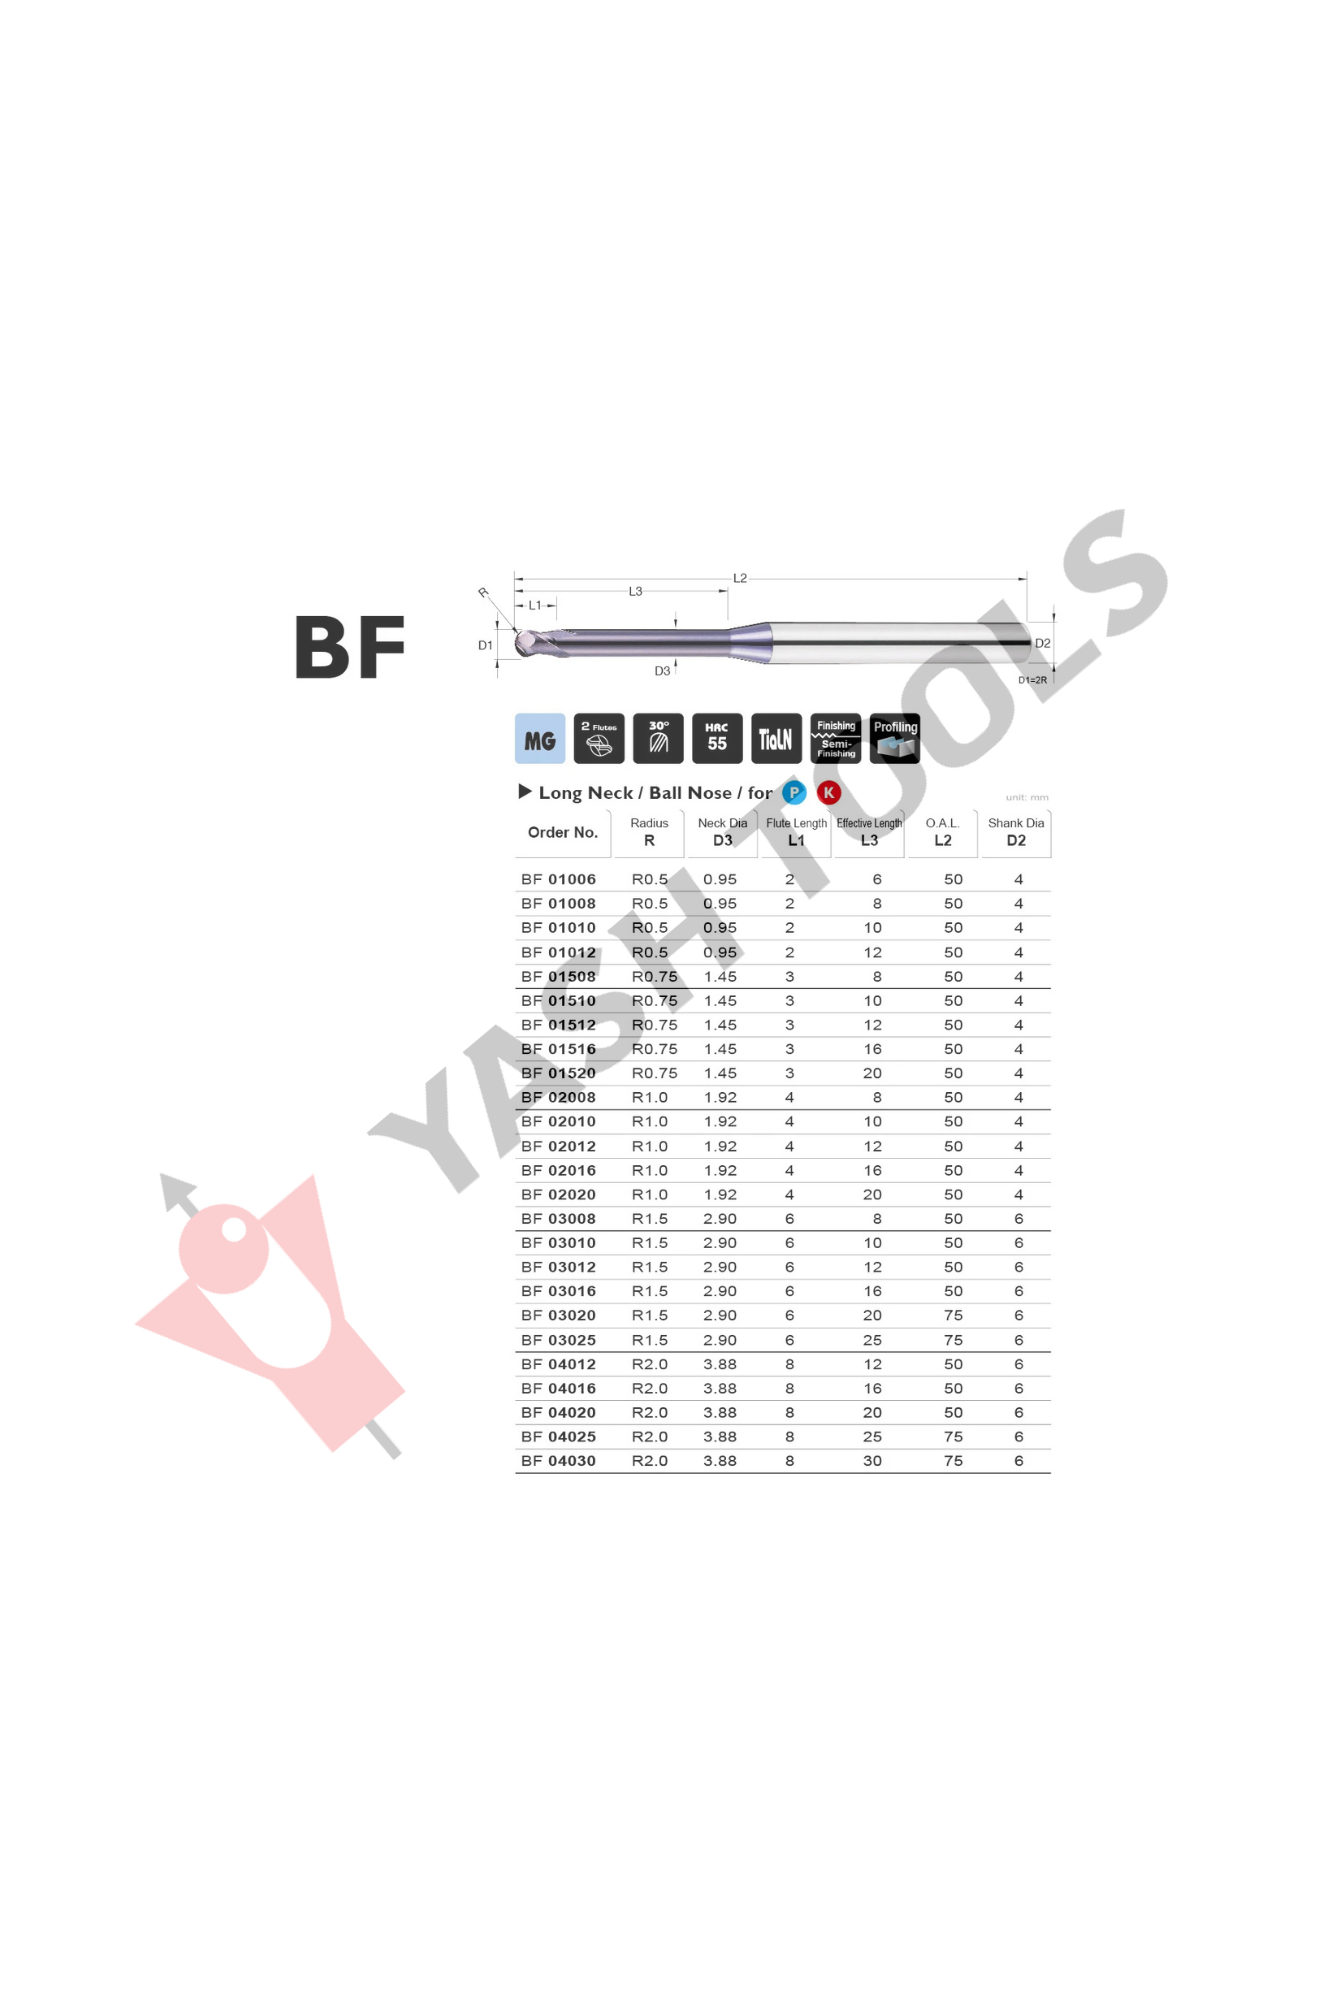 L2
L3
R
L1
BF
D1
D2
D3
D1=2R
MG
2 Flutes
30°
HRC
55
TiaLN
Finishing
Semi-
Finishing
Profiling
Long Neck / Ball Nose / for P K
unit: mm
Order No. Radius R Neck Dia D3 Flute Length L1 Effective Length L3 O.A.L. L2 Shank Dia D2
BF 01006 R0.5 0.95 2 6 50 4
BF 01008 R0.5 0.95 2 8 50 4
BF 01010 R0.5 0.95 2 10 50 4
BF 01012 R0.5 0.95 2 12 50 4
BF 01508 R0.75 1.45 3 8 50 4
BF 01510 R0.75 1.45 3 10 50 4
BF 01512 R0.75 1.45 3 12 50 4
BF 01516 R0.75 1.45 3 16 50 4
BF 01520 R0.75 1.45 3 20 50 4
BF 02008 R1.0 1.92 4 8 50 4
BF 02010 R1.0 1.92 4 10 50 4
BF 02012 R1.0 1.92 4 12 50 4
BF 02016 R1.0 1.92 4 16 50 4
BF 02020 R1.0 1.92 4 20 50 4
BF 03008 R1.5 2.90 6 8 50 6
BF 03010 R1.5 2.90 6 10 50 6
BF 03012 R1.5 2.90 6 12 50 6
BF 03016 R1.5 2.90 6 16 50 6
BF 03020 R1.5 2.90 6 20 75 6
BF 03025 R1.5 2.90 6 25 75 6
BF 04012 R2.0 3.88 8 12 50 6
BF 04016 R2.0 3.88 8 16 50 6
BF 04020 R2.0 3.88 8 20 50 6
BF 04025 R2.0 3.88 8 25 75 6
BF 04030 R2.0 3.88 8 30 75 6
YASH TOOLS